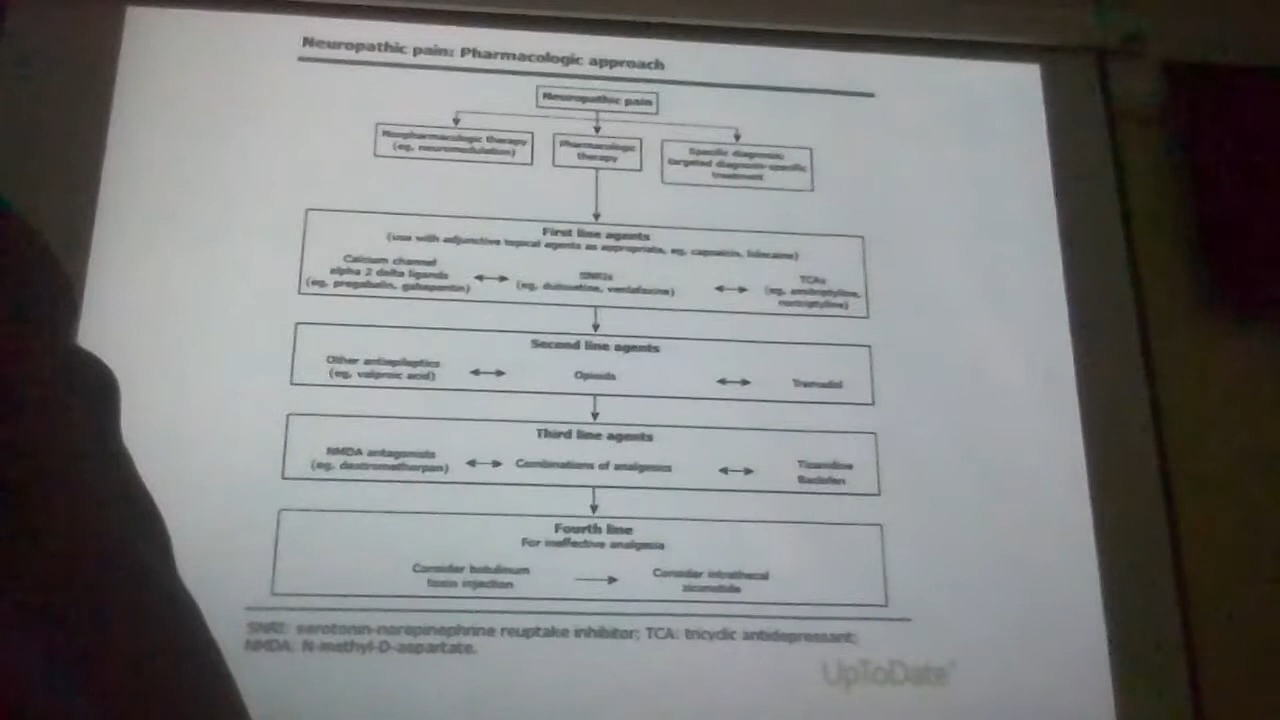 Neuropathic pain: Pharmacologic approach
Neuropathic pain
Nonpharmacologic therapy
(eg, neuromodulation)
Pharmacologic
therapy
Specific diagnosis:
targeted diagnosis-specific
treatment
First line agents
(use with adjunctive topical agents as appropriate, eg, capsaicin, lidocaine)
Calcium channel
alpha 2 delta ligands
(eg, pregabalin, gabapentin)
SNRIs
(eg, duloxetine, venlafaxine)
TCAs
(eg, amitriptyline,
nortriptyline)
Second line agents
Other antiepileptics
(eg, valproic acid)
Opioids
Tramadol
Third line agents
NMDA antagonists
(eg, dextromethorpan)
Combinations of analgesics
Tizanidine
Baclofen
Fourth line
For ineffective analgesia
Consider botulinum
toxin injection
Consider intrathecal
ziconotide
SNRI: serotonin-norepinephrine reuptake inhibitor; TCA: tricyclic antidepressant;
NMDA: N-methyl-D-aspartate.
UpToDate®